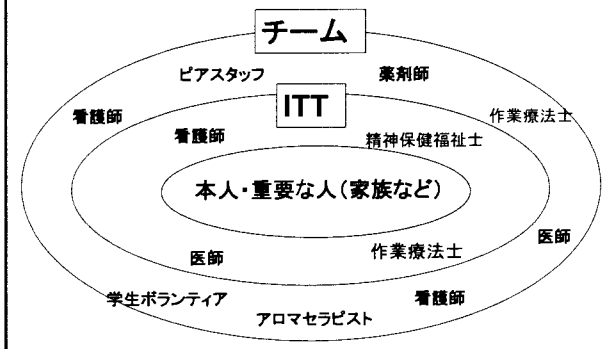 チーム
ピアスタッフ
薬剤師
看護師
ITT
作業療法士
看護師
精神保健福祉士
本人・重要な人(家族など)
医師
作業療法士
医師
学生ボランティア
看護師
アロマセラピスト